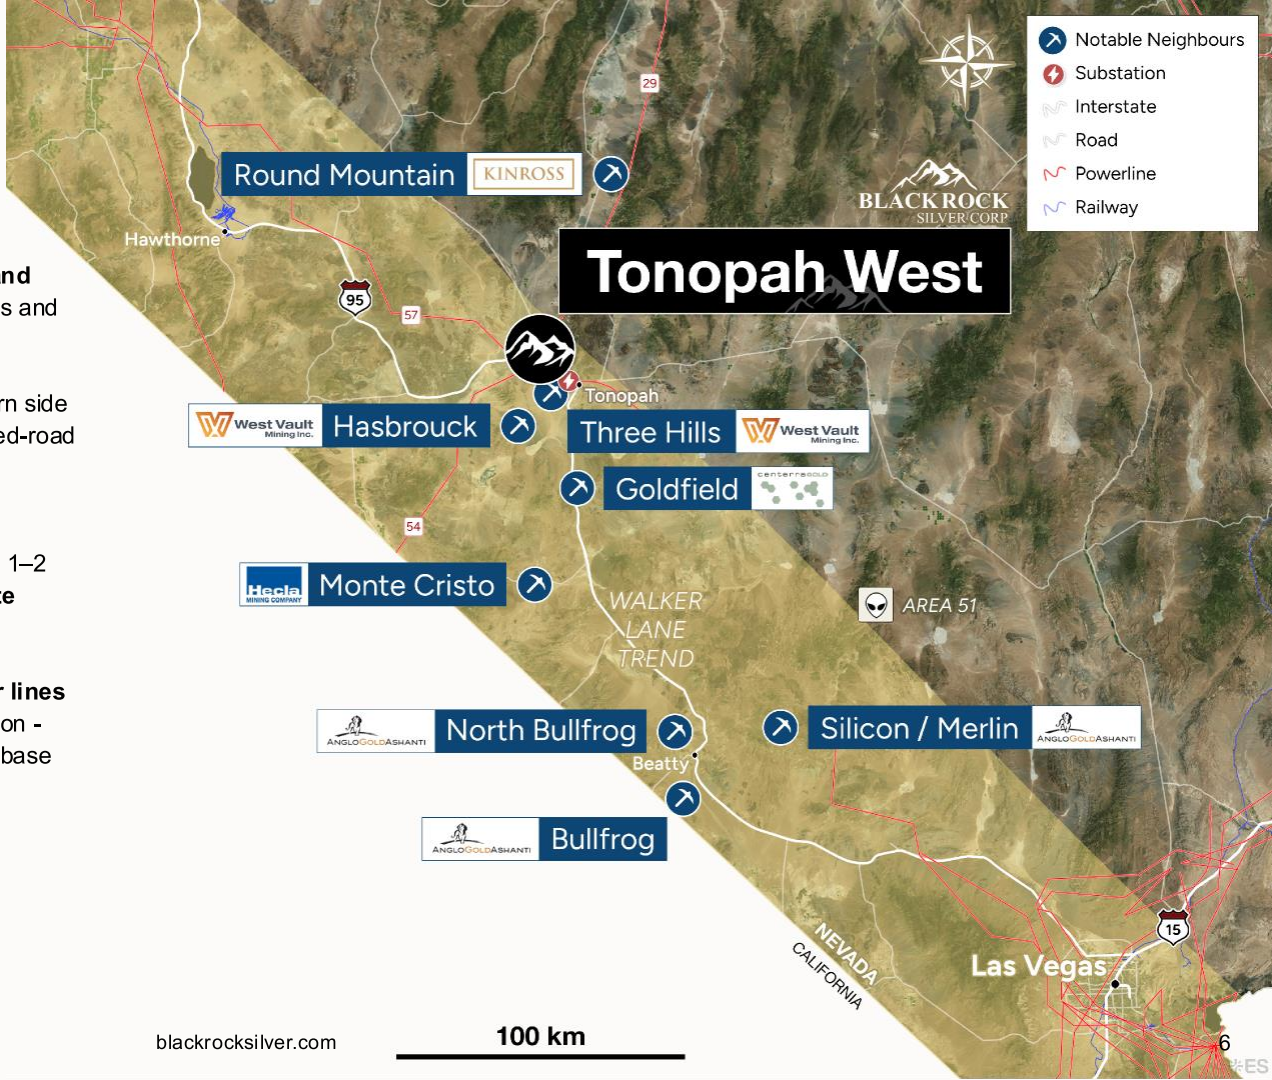 Notable Neighbours
Substation
Interstate
Road
Powerline
Railway
29
Round Mountain
KINROSS
BLACKROCK
SILVER CORP
Hawthorne
Tonopah West
and
s and
95
57
Tonopah
rn side
ed-road
West Vault
Mining Inc.
Hasbrouck
Three Hills
West Vault
Mining Inc.
Goldfield
centerraGOLD
54
1–2
te
Hecla
MINING COMPANY
Monte Cristo
WALKER
LANE
TREND
AREA 51
r lines
on -
base
ANGLOGOLDASHANTI
North Bullfrog
Silicon / Merlin
ANGLOGOLDASHANTI
Beatty
ANGLOGOLDASHANTI
Bullfrog
15
NEVADA
CALIFORNIA
Las Vegas
blackrocksilver.com
100 km
6
ES